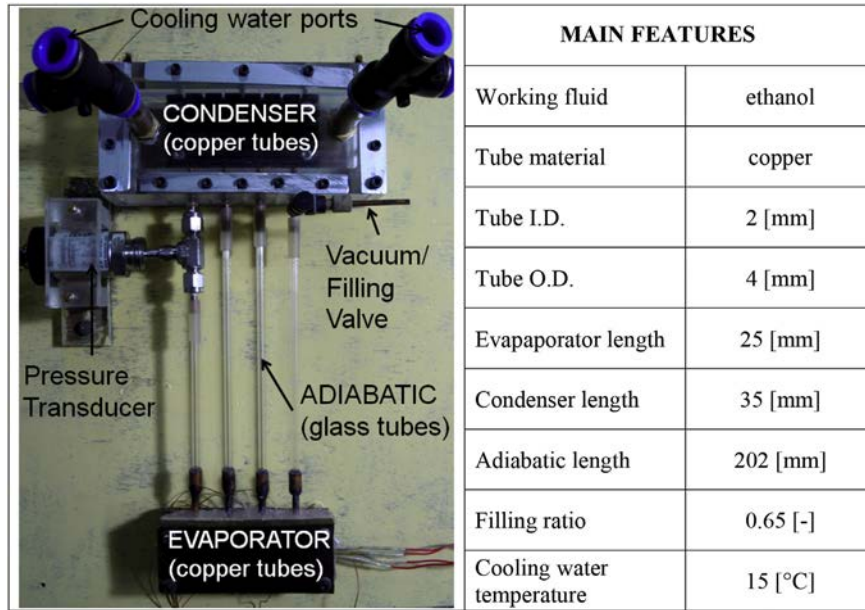 Cooling water ports
CONDENSER
(copper tubes)
Vacuum/
Filling
Valve
Pressure
Transducer
ADIABATIC
(glass tubes)
EVAPORATOR
(copper tubes)
MAIN FEATURES
Working fluid ethanol
Tube material copper
Tube I.D. 2 [mm]
Tube O.D. 4 [mm]
Evapaporator length 25 [mm]
Condenser length 35 [mm]
Adiabatic length 202 [mm]
Filling ratio 0.65 [-]
Cooling water
temperature 15 [°C]